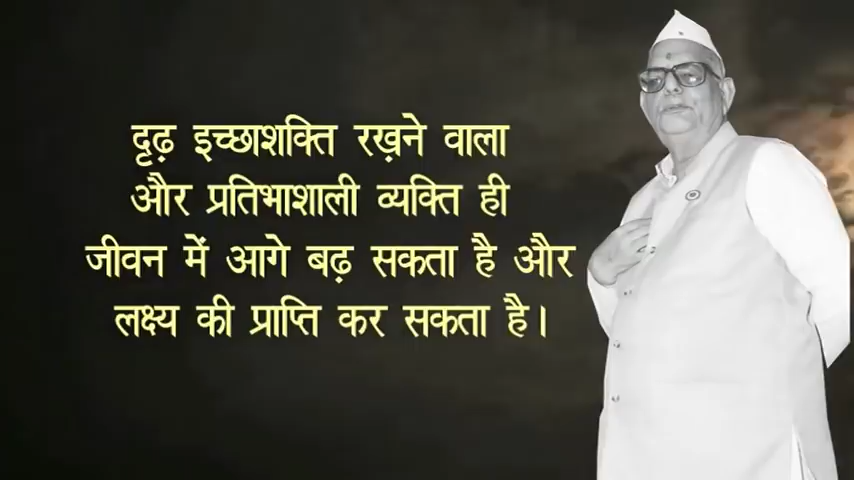 दृढ़ इच्छाशक्ति रख़ने वाला
और प्रतिभाशाली व्यक्ति ही
जीवन में आगे बढ़ सकता है और
लक्ष्य की प्राप्ति कर सकता है।